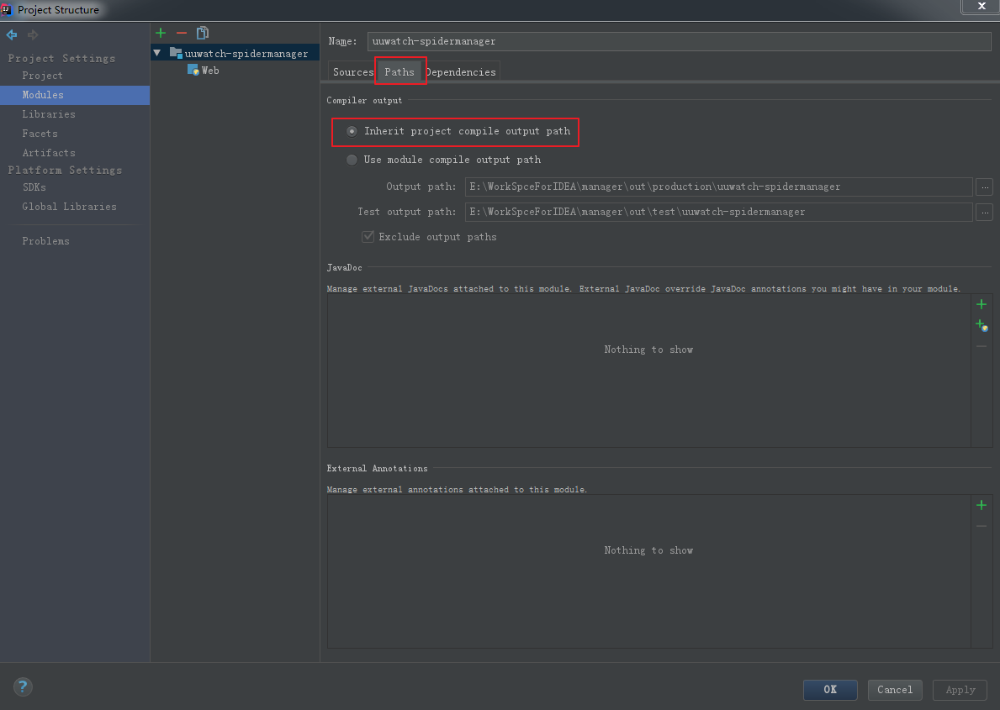 Project Structure
Project Settings
Project
Modules
Libraries
Facets
Artifacts
Platform Settings
SDKs
Global Libraries
Problems
uuwatch-spidermanager
Web
Name: uuwatch-spidermanager
Sources Paths Dependencies
Compiler output
Inherit project compile output path
Use module compile output path
Output path: E:\WorkSpceForIDEA\manager\out\production\uuwatch-spidermanager ...
Test output path: E:\WorkSpceForIDEA\manager\out\test\uuwatch-spidermanager ...
Exclude output paths
JavaDoc
Manage external JavaDocs attached to this module. External JavaDoc override JavaDoc annotations you might have in your module.
Nothing to show
External Annotations
Manage external annotations attached to this module.
Nothing to show
?
OK Cancel Apply